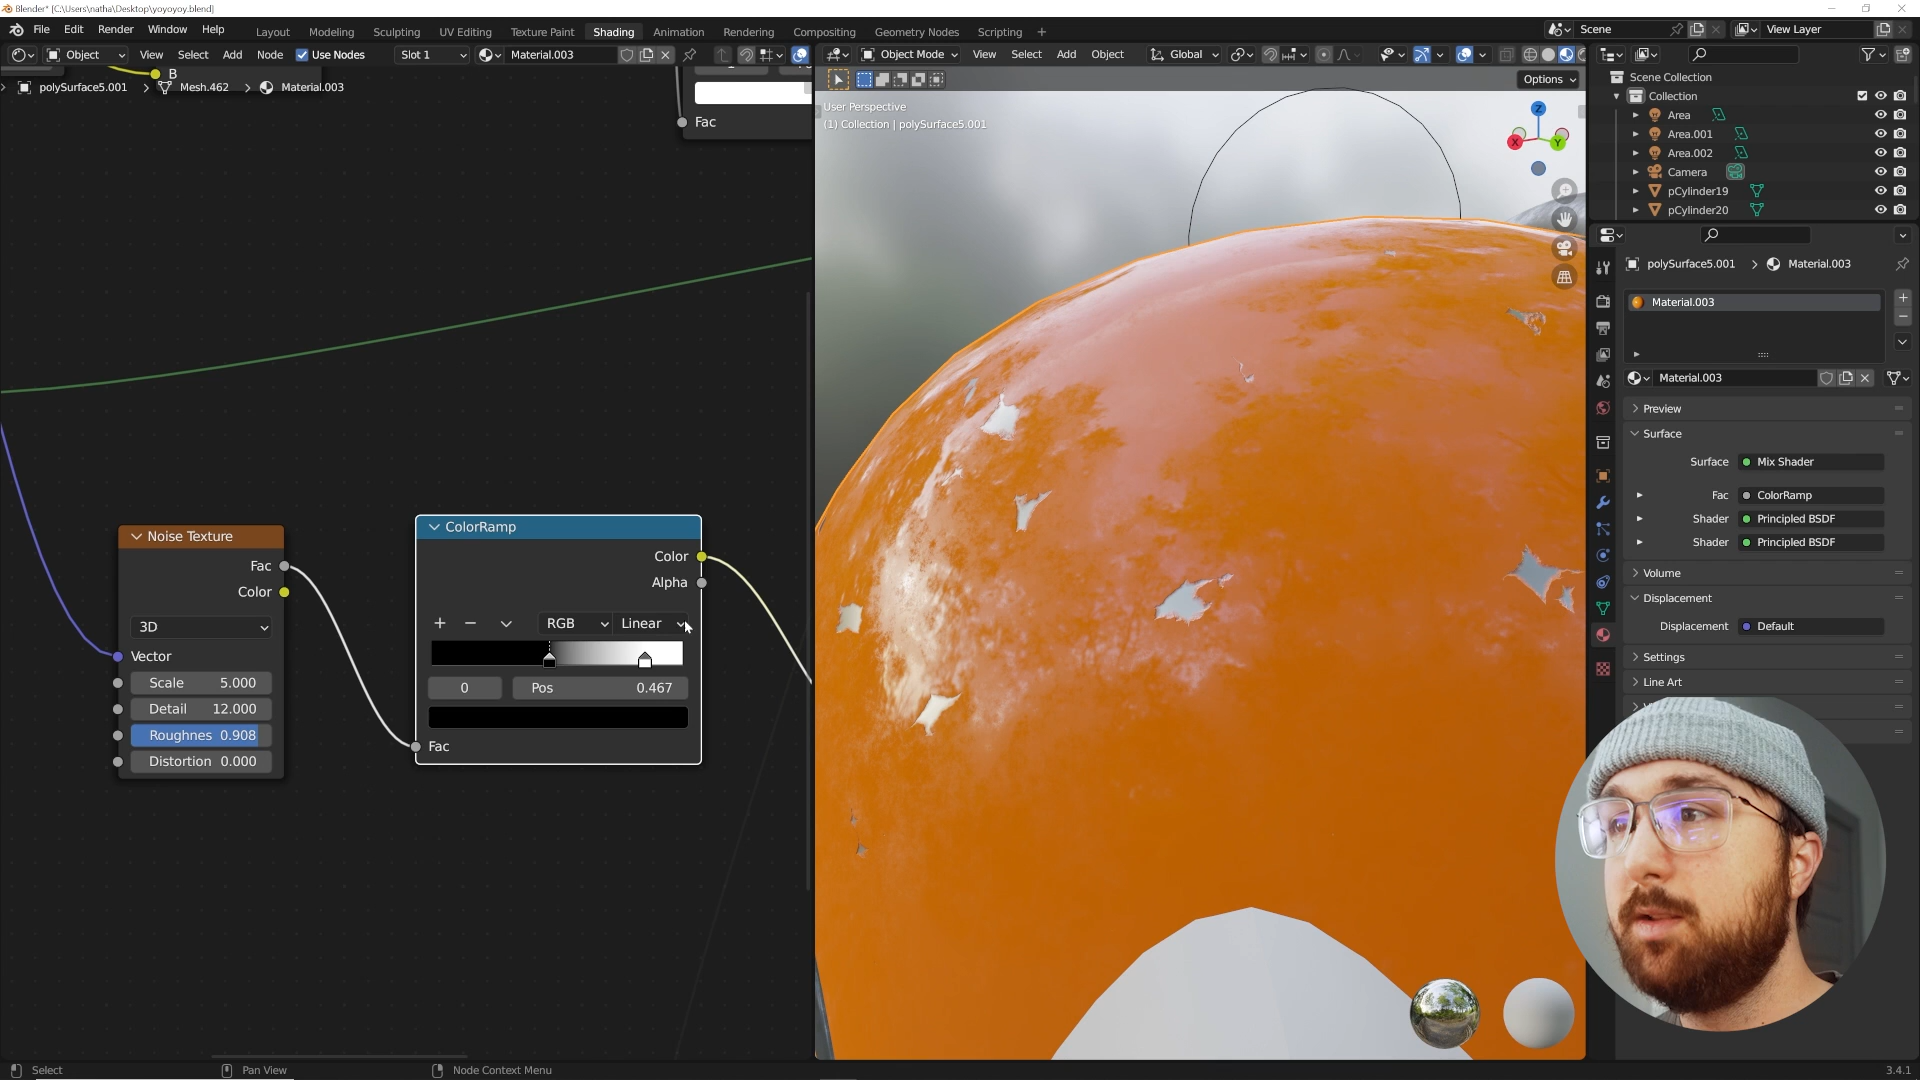 Blender* [C:\Users\natha\Desktop\yoyoyoy.blend]
File Edit Render Window Help Layout Modeling Sculpting UV Editing Texture Paint Shading Animation Rendering Compositing Geometry Nodes Scripting + Scene View Layer
Object View Select Add Node Use Nodes Slot 1 Material.003
Object Mode View Select Add Object Global
Options
B
polySurface5.001 > Mesh.462 > Material.003
Fac
User Perspective
(1) Collection | polySurface5.001
Z
X
Y
Scene Collection
Collection
Area
Area.001
Area.002
Camera
pCylinder19
pCylinder20
polySurface5.001 > Material.003
Material.003
Material.003
Preview
Surface
Surface Mix Shader
Fac ColorRamp
Shader Principled BSDF
Shader Principled BSDF
Volume
Displacement
Displacement Default
Settings
Line Art
Noise Texture
Fac
Color
3D
Vector
Scale 5.000
Detail 12.000
Roughnes 0.908
Distortion 0.000
ColorRamp
Color
Alpha
RGB Linear
0 Pos 0.467
Fac
Select Pan View Node Context Menu 3.4.1